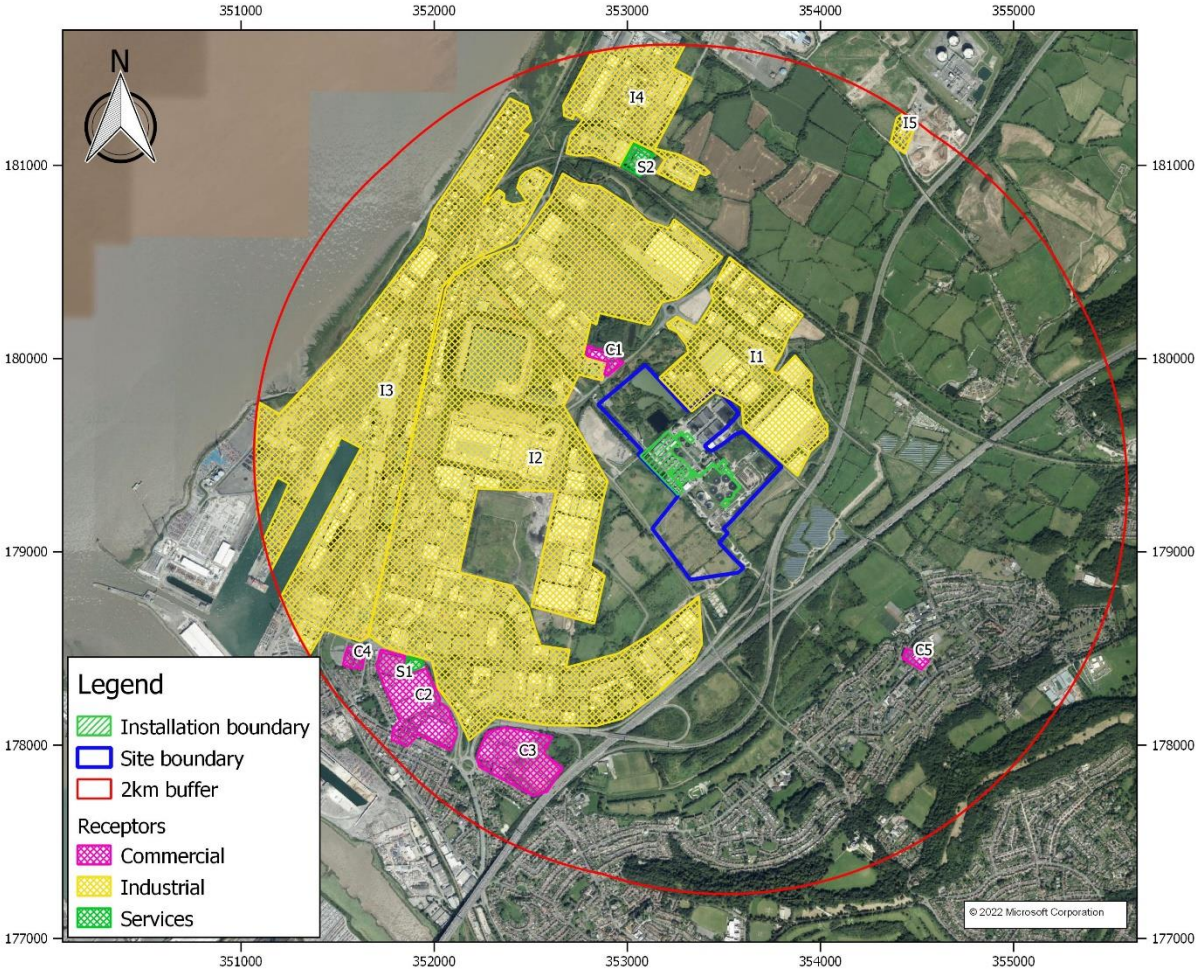 351000 352000 353000 354000 355000
N
I4
I5
181000 S2 181000
C1
180000 I1 180000
I3
I2
179000 179000
C4
S1
C5
C2
178000 C3 178000
Legend
Installation boundary
Site boundary
2km buffer
Receptors
Commercial
Industrial
Services
© 2022 Microsoft Corporation
177000 177000
351000 352000 353000 354000 355000